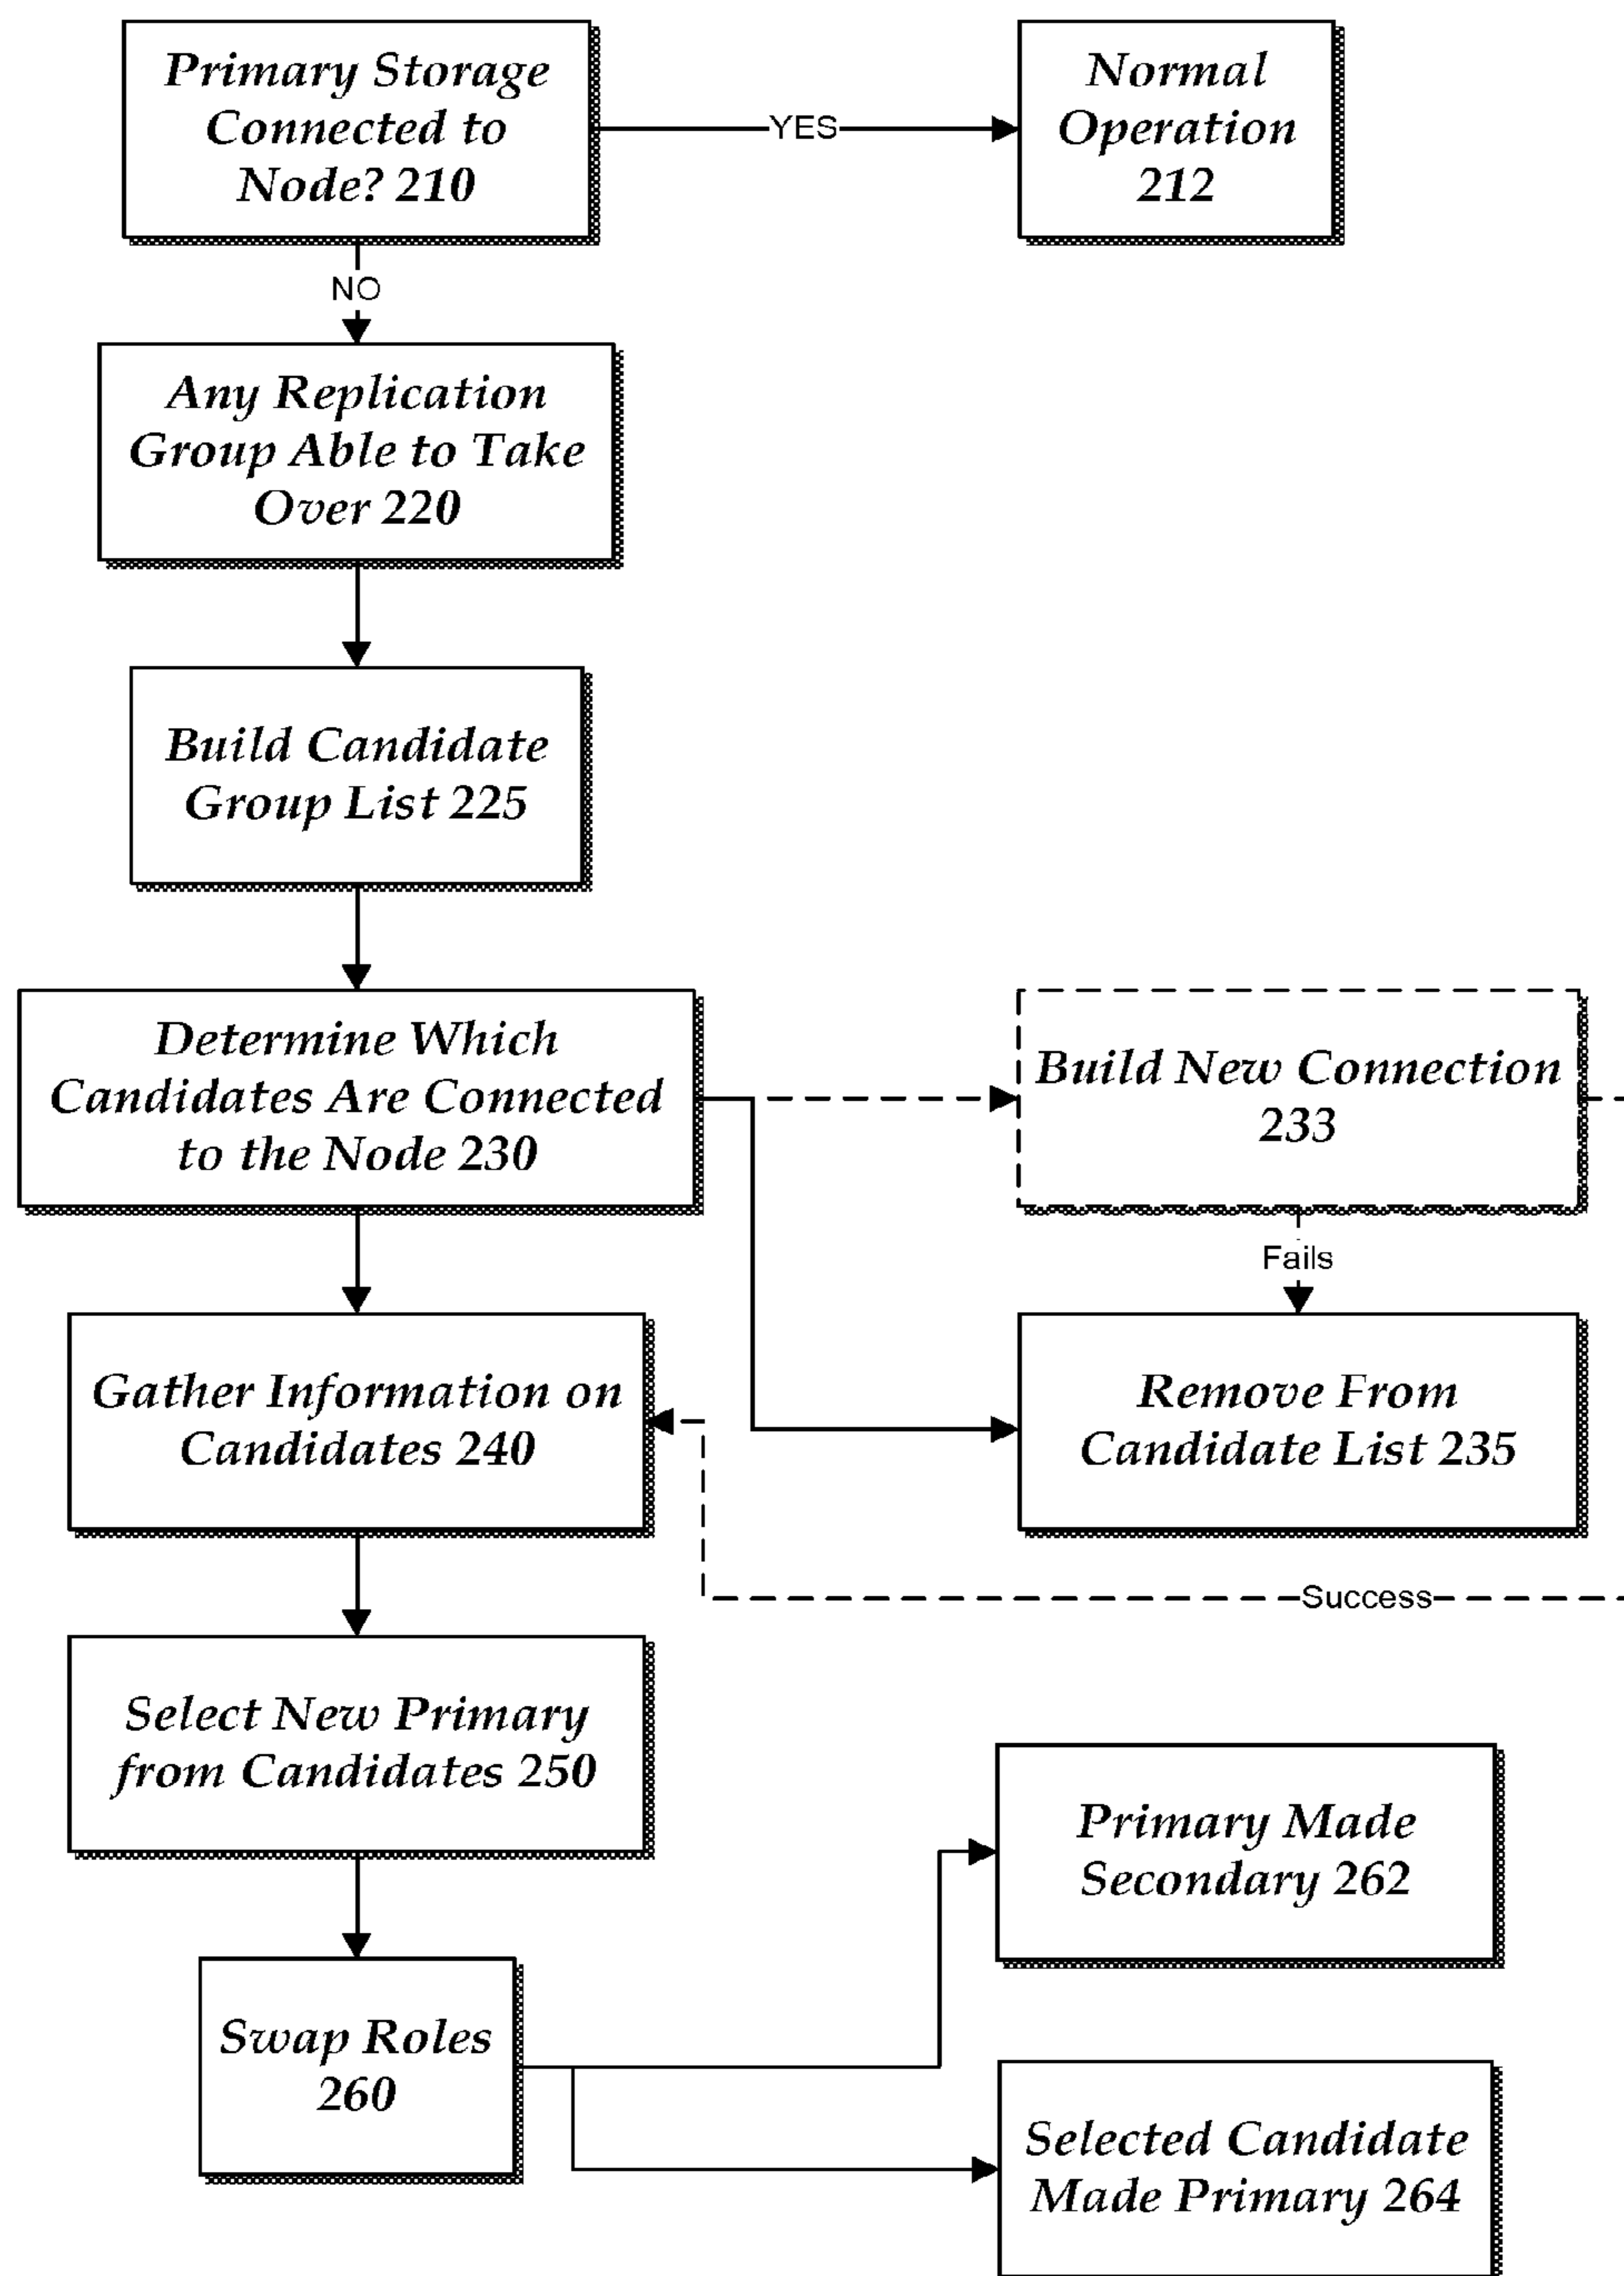 Primary Storage
Connected to
Node? 210
YES
Normal
Operation
212
NO
Any Replication
Group Able to Take
Over 220
Build Candidate
Group List 225
Determine Which
Candidates Are Connected
to the Node 230
Build New Connection
233
Fails
Gather Information on
Candidates 240
Remove From
Candidate List 235
Success
Select New Primary
from Candidates 250
Primary Made
Secondary 262
Swap Roles
260
Selected Candidate
Made Primary 264